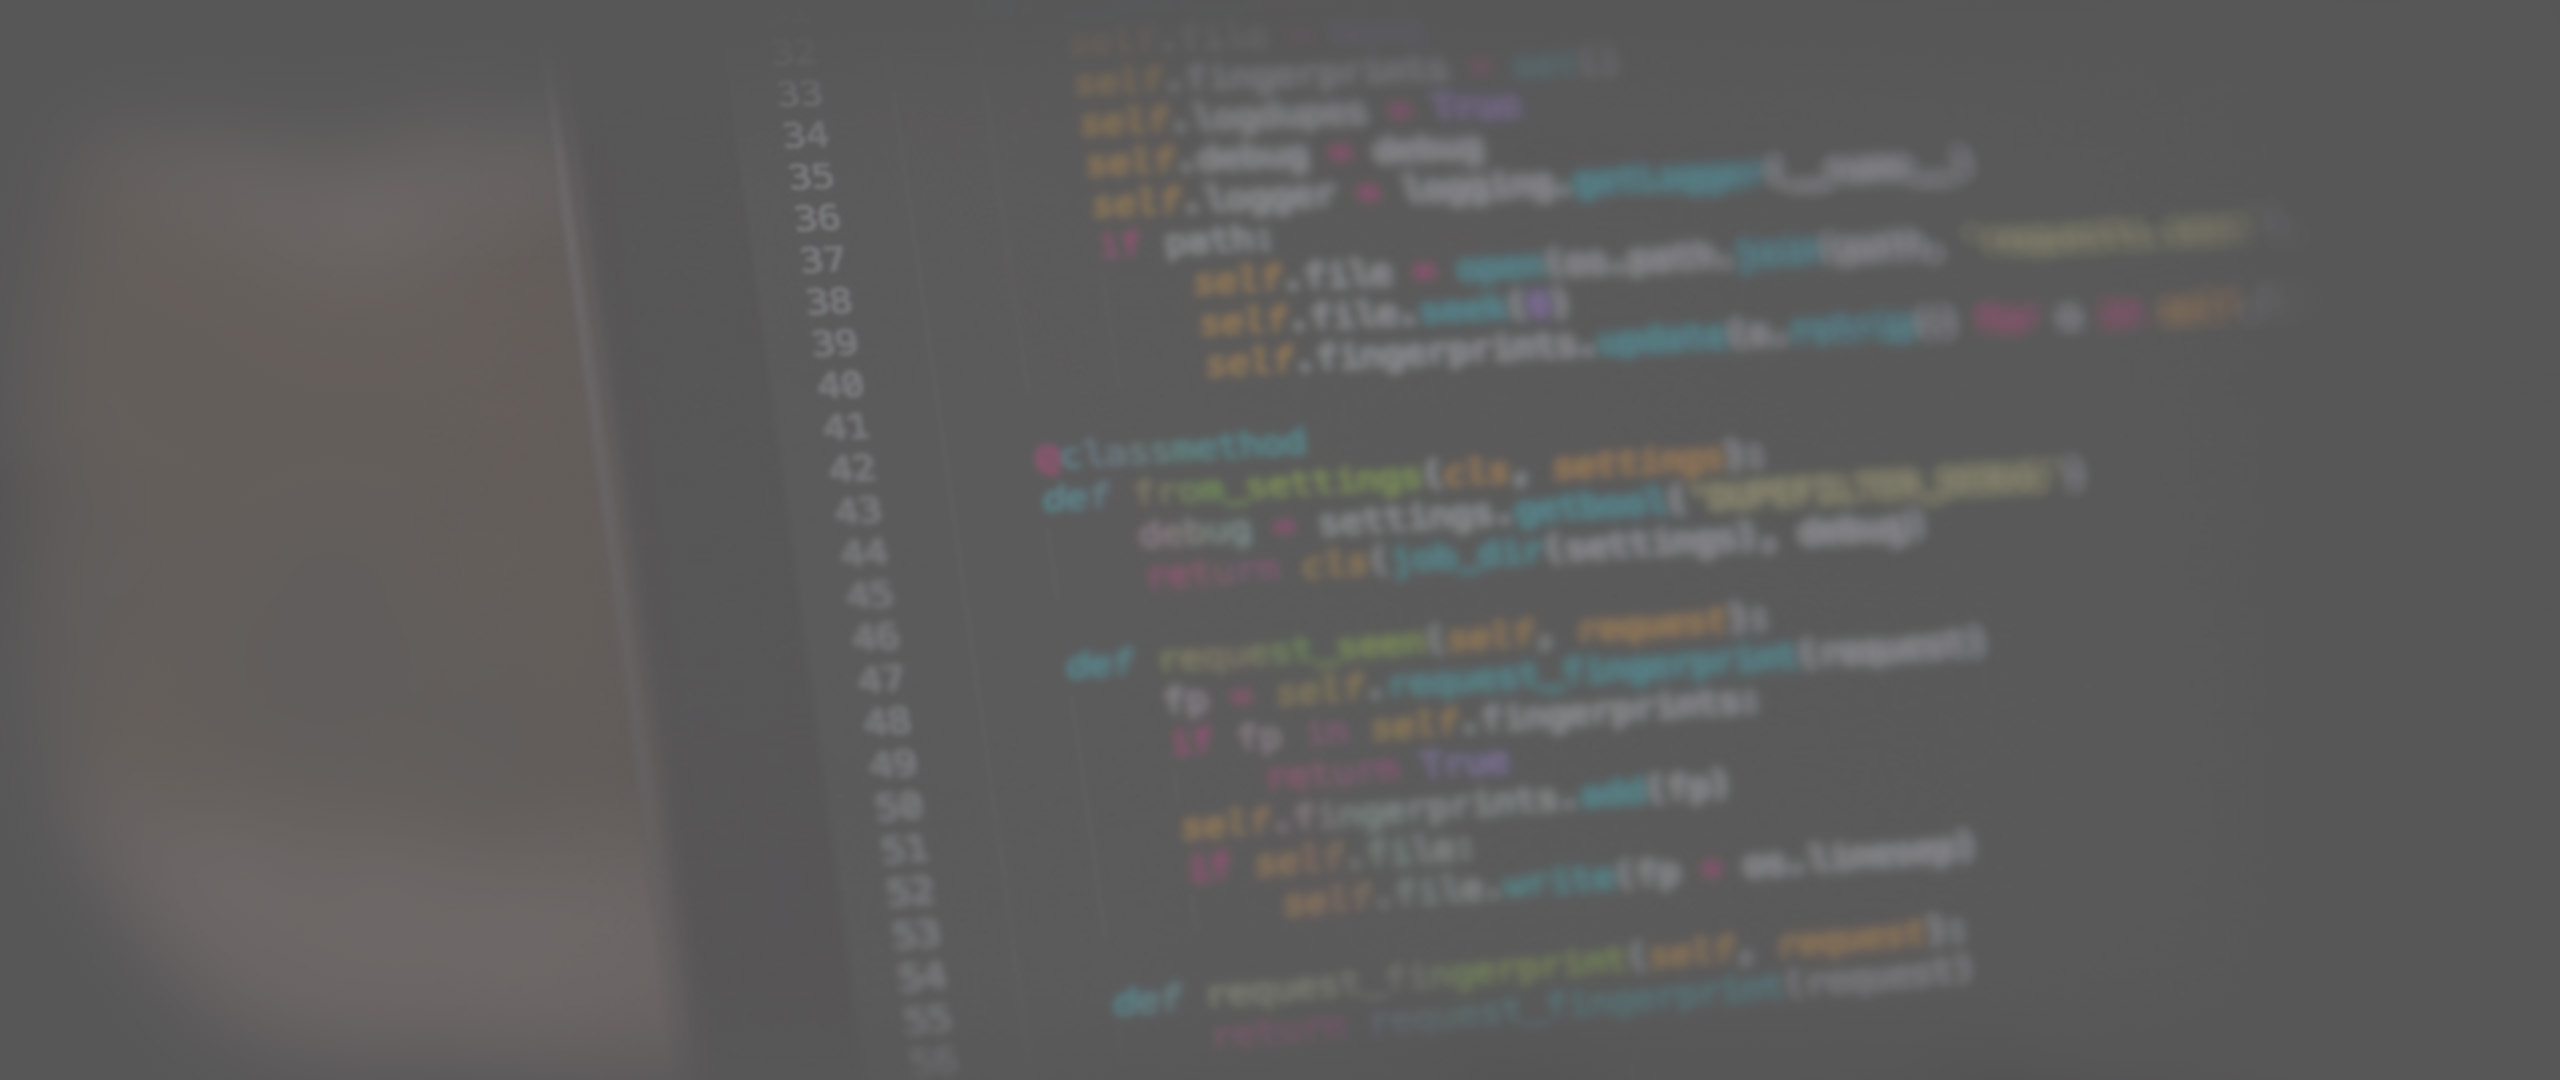 32
self.file = None
33
self.fingerprints = set()
34
self.logdupes = True
35
self.debug = debug
36
self.logger = logging.getLogger(__name__)
37
if path:
38
self.file = open(os.path.join(path,
39
self.file.seek(0)
40
self.fingerprints.update(x.rstrip() for x in self
41
42
@classmethod
43
def from_settings(cls, settings):
44
debug = settings.getbool('DUPEFILTER_DEBUG')
45
return cls(job_dir(settings), debug)
46
47
def request_seen(self, request):
48
fp = self.request_fingerprint(request)
49
if fp in self.fingerprints:
50
return True
51
self.fingerprints.add(fp)
52
if self.file:
53
self.file.write(fp + os.linesep)
54
55
def request_fingerprint(self, request):
56
return request_fingerprint(request)